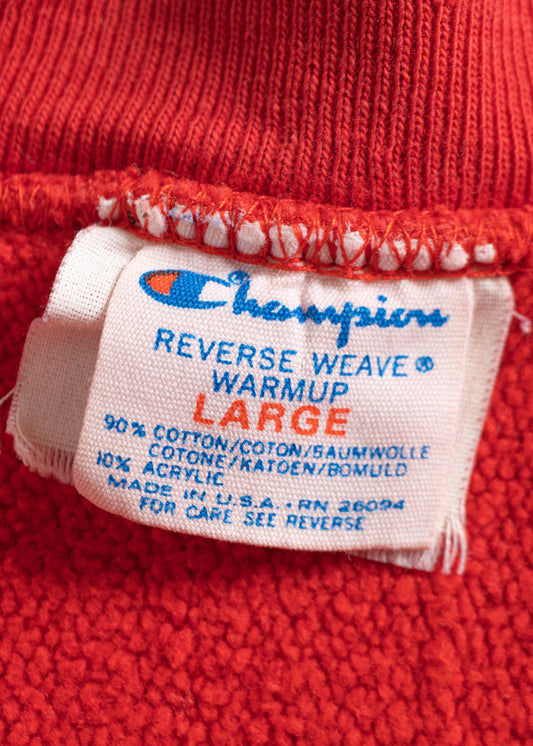 Champion
REVERSE WEAVE®
WARMUP
LARGE
90% COTTON/COTON/BAUMWOLLE
COTONE/KATOEN/BOMULD
10% ACRYLIC
MADE IN U.S.A. • RN 26094
FOR CARE SEE REVERSE